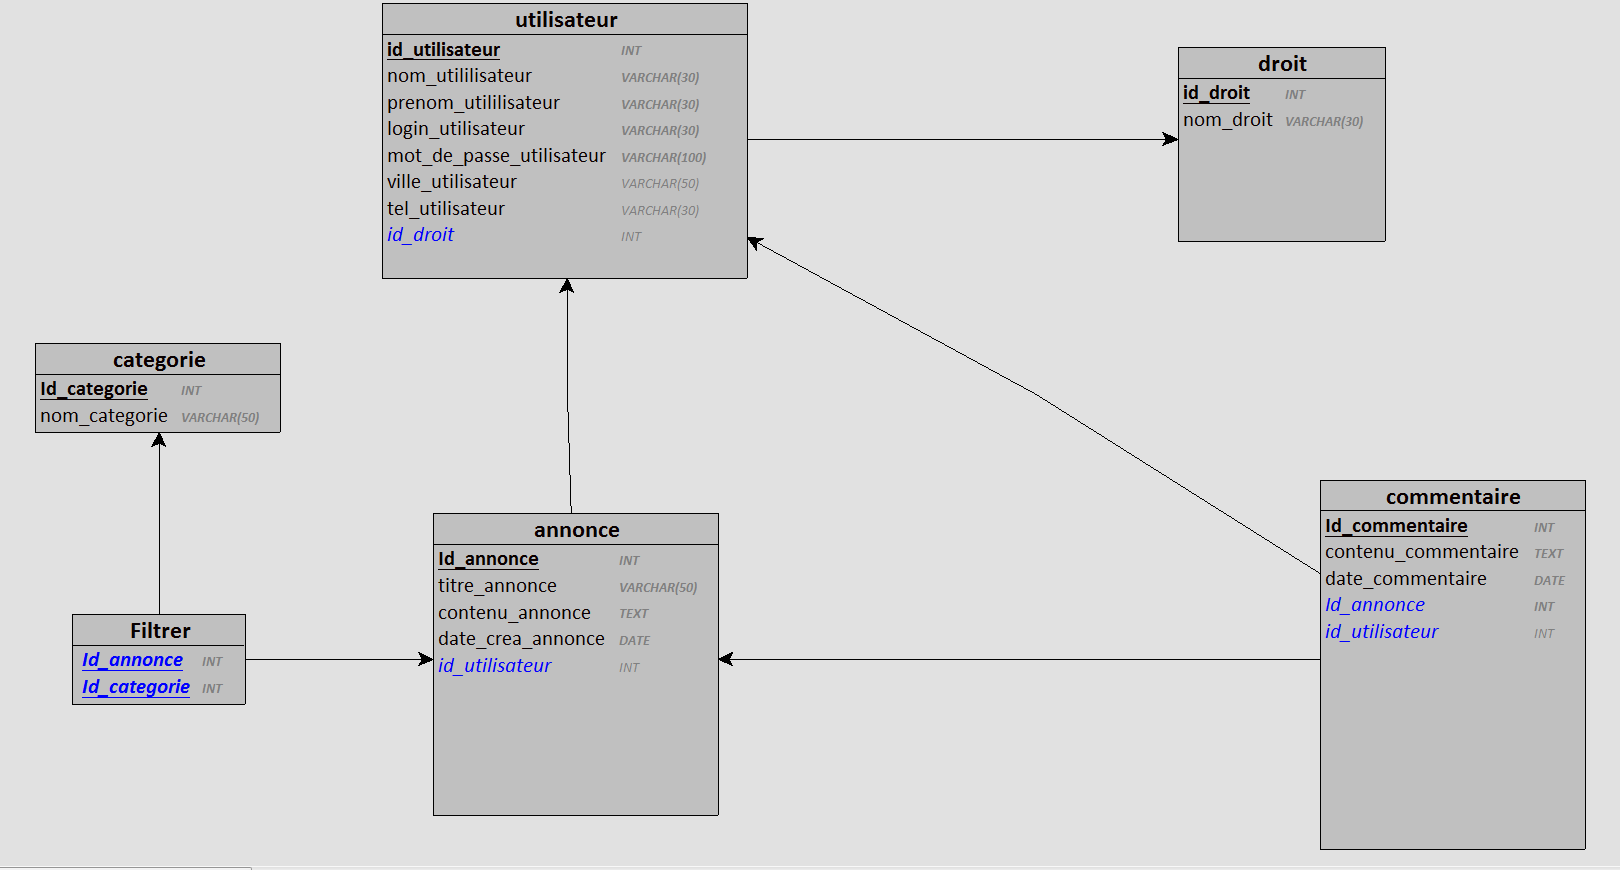 utilisateur
id_utilisateur INT
nom_utililisateur VARCHAR(30)
prenom_utililisateur VARCHAR(30)
login_utilisateur VARCHAR(30)
mot_de_passe_utilisateur VARCHAR(100)
ville_utilisateur VARCHAR(50)
tel_utilisateur VARCHAR(30)
id_droit INT
droit
id_droit INT
nom_droit VARCHAR(30)
categorie
Id_categorie INT
nom_categorie VARCHAR(50)
commentaire
Id_commentaire INT
contenu_commentaire TEXT
date_commentaire DATE
Id_annonce INT
id_utilisateur INT
annonce
Id_annonce INT
titre_annonce VARCHAR(50)
contenu_annonce TEXT
date_crea_annonce DATE
id_utilisateur INT
Filtrer
Id_annonce INT
Id_categorie INT